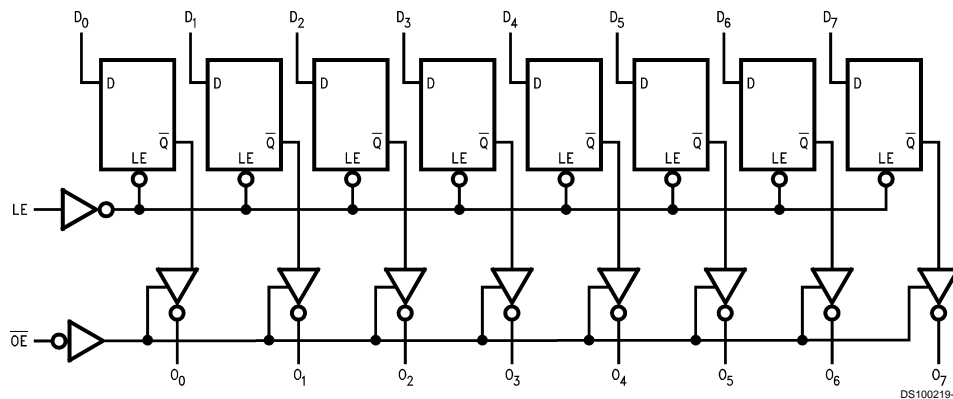 D0 D1 D2 D3 D4 D5 D6 D7
D D D D D D D D
Q̅ Q̅ Q̅ Q̅ Q̅ Q̅ Q̅ Q̅
LE LE LE LE LE LE LE LE
LE
O̅E̅
O0 O1 O2 O3 O4 O5 O6 O7
DS100219-